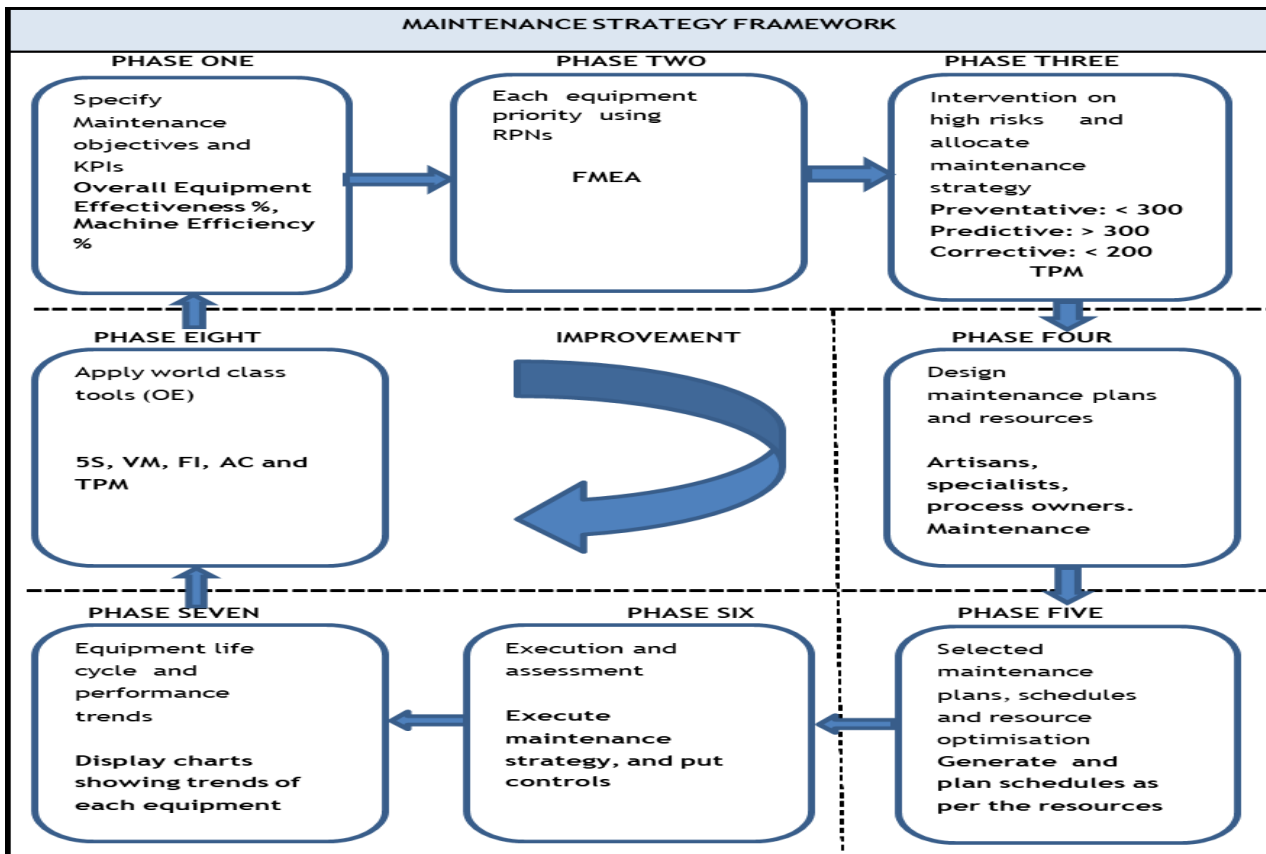 MAINTENANCE STRATEGY FRAMEWORK
PHASE ONE
Specify
Maintenance
objectives and
KPIs
Overall Equipment
Effectiveness %,
Machine Efficiency
%
PHASE TWO
Each equipment
priority using
RPNs
FMEA
PHASE THREE
Intervention on
high risks and
allocate
maintenance
strategy
Preventative: < 300
Predictive: > 300
Corrective: < 200
TPM
PHASE EIGHT
Apply world class
tools (OE)
5S, VM, FI, AC and
TPM
IMPROVEMENT
PHASE FOUR
Design
maintenance plans
and resources
Artisans,
specialists,
process owners.
Maintenance
PHASE SEVEN
Equipment life
cycle and
performance
trends
Display charts
showing trends of
each equipment
PHASE SIX
Execution and
assessment
Execute
maintenance
strategy, and put
controls
PHASE FIVE
Selected
maintenance
plans, schedules
and resource
optimisation
Generate and
plan schedules as
per the resources